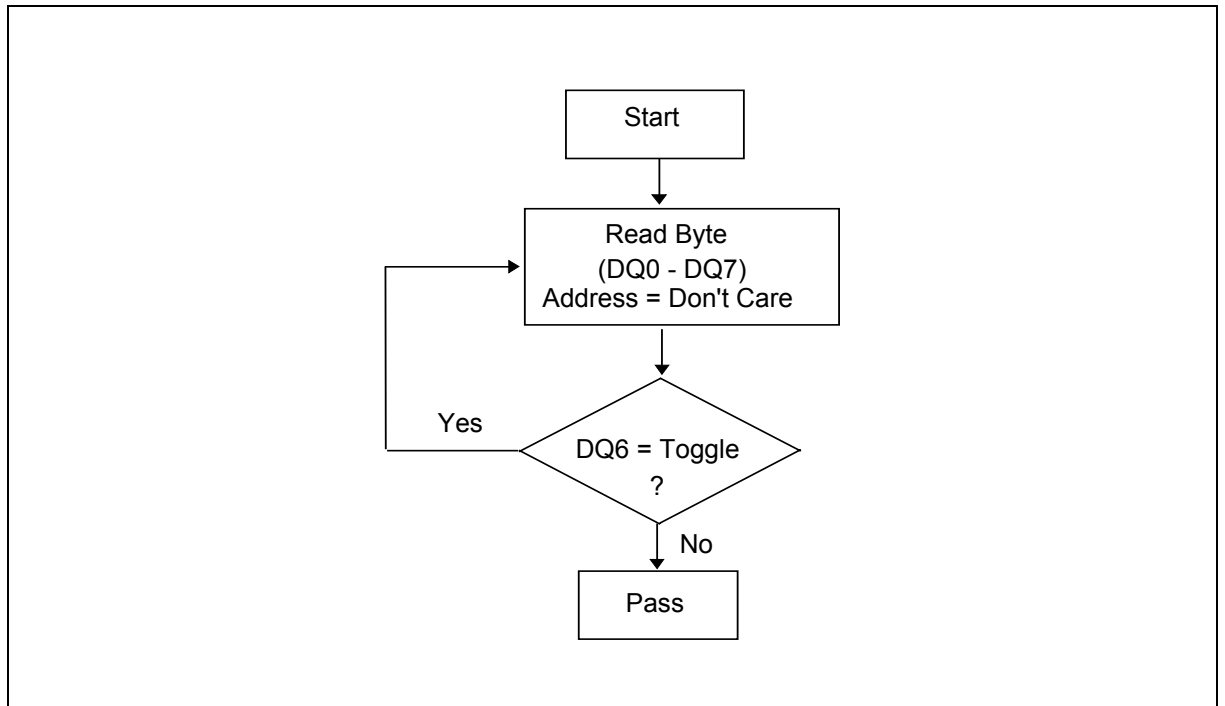 Start
Read Byte
(DQ0 - DQ7)
Address = Don't Care
Yes
DQ6 = Toggle
?
No
Pass